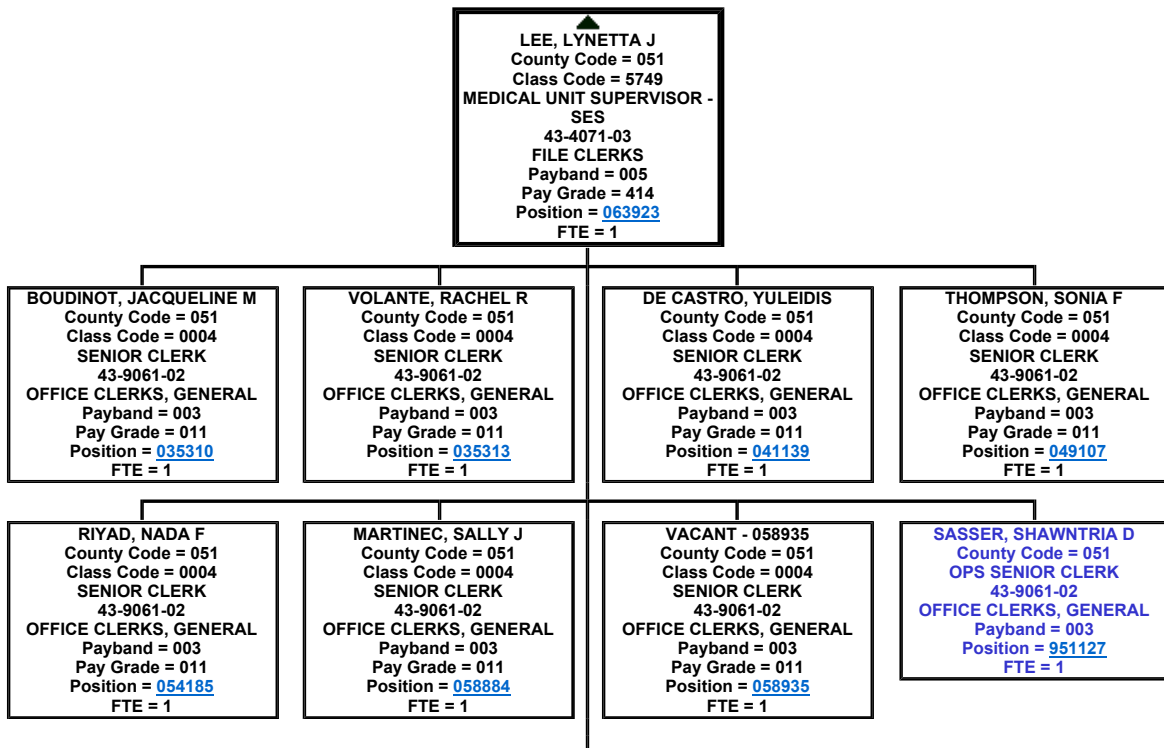 LEE, LYNETTA J
County Code = 051
Class Code = 5749
MEDICAL UNIT SUPERVISOR -
SES
43-4071-03
FILE CLERKS
Payband = 005
Pay Grade = 414
Position = 063923
FTE = 1
BOUDINOT, JACQUELINE M
County Code = 051
Class Code = 0004
SENIOR CLERK
43-9061-02
OFFICE CLERKS, GENERAL
Payband = 003
Pay Grade = 011
Position = 035310
FTE = 1
VOLANTE, RACHEL R
County Code = 051
Class Code = 0004
SENIOR CLERK
43-9061-02
OFFICE CLERKS, GENERAL
Payband = 003
Pay Grade = 011
Position = 035313
FTE = 1
DE CASTRO, YULEIDIS
County Code = 051
Class Code = 0004
SENIOR CLERK
43-9061-02
OFFICE CLERKS, GENERAL
Payband = 003
Pay Grade = 011
Position = 041139
FTE = 1
THOMPSON, SONIA F
County Code = 051
Class Code = 0004
SENIOR CLERK
43-9061-02
OFFICE CLERKS, GENERAL
Payband = 003
Pay Grade = 011
Position = 049107
FTE = 1
RIYAD, NADA F
County Code = 051
Class Code = 0004
SENIOR CLERK
43-9061-02
OFFICE CLERKS, GENERAL
Payband = 003
Pay Grade = 011
Position = 054185
FTE = 1
MARTINEC, SALLY J
County Code = 051
Class Code = 0004
SENIOR CLERK
43-9061-02
OFFICE CLERKS, GENERAL
Payband = 003
Pay Grade = 011
Position = 058884
FTE = 1
VACANT - 058935
County Code = 051
Class Code = 0004
SENIOR CLERK
43-9061-02
OFFICE CLERKS, GENERAL
Payband = 003
Pay Grade = 011
Position = 058935
FTE = 1
SASSER, SHAWNTRIA D
County Code = 051
OPS SENIOR CLERK
43-9061-02
OFFICE CLERKS, GENERAL
Payband = 003
Position = 951127
FTE = 1